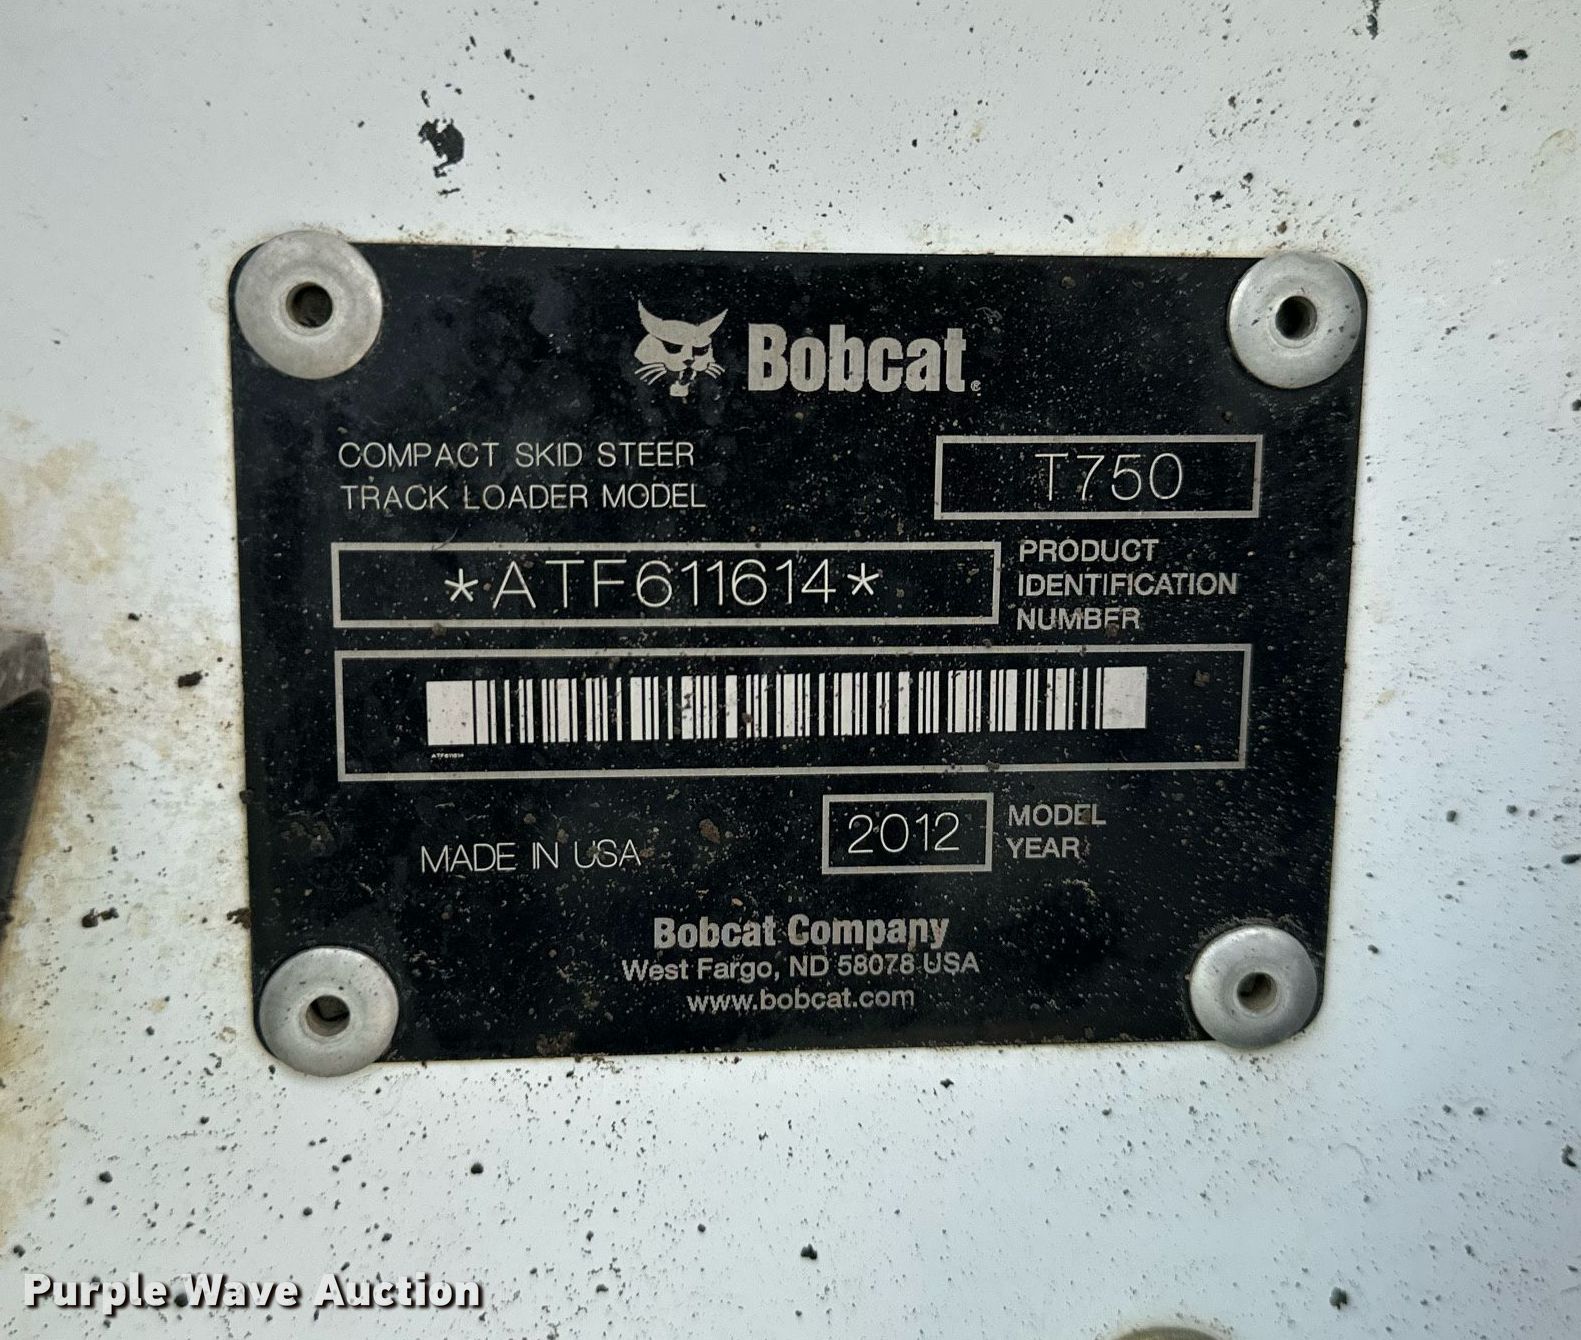 Bobcat®
COMPACT SKID STEER
TRACK LOADER MODEL
T750
*ATF611614*
PRODUCT
IDENTIFICATION
NUMBER
ATF611614
MADE IN USA
2012
MODEL
YEAR
Bobcat Company
West Fargo, ND 58078 USA
www.bobcat.com
Purple Wave Auction